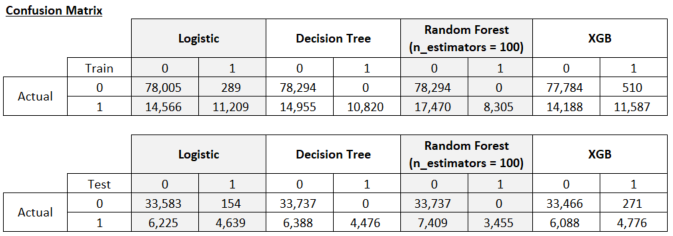 Confusion Matrix
Logistic Decision Tree Random Forest (n_estimators = 100) XGB
Train 0 1 0 1 0 1 0 1
Actual 0 78,005 289 78,294 0 78,294 0 77,784 510
1 14,566 11,209 14,955 10,820 17,470 8,305 14,188 11,587
Logistic Decision Tree Random Forest (n_estimators = 100) XGB
Test 0 1 0 1 0 1 0 1
Actual 0 33,583 154 33,737 0 33,737 0 33,466 271
1 6,225 4,639 6,388 4,476 7,409 3,455 6,088 4,776